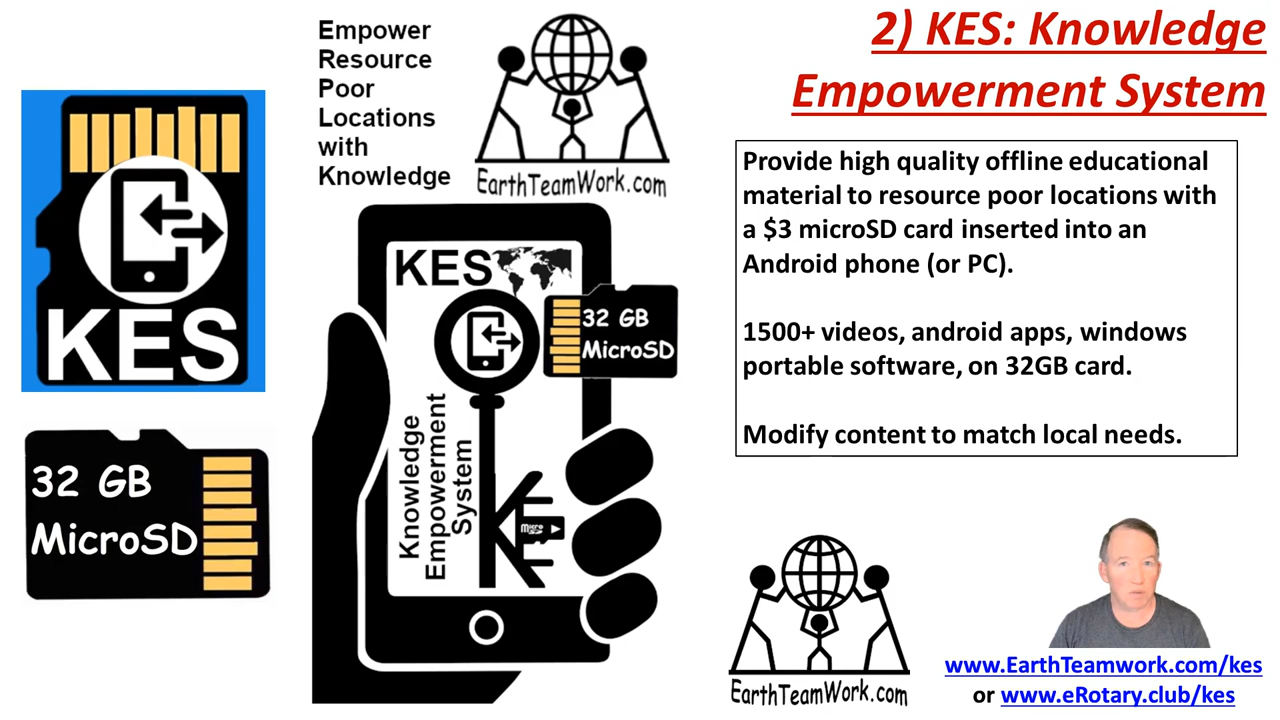 2) KES: Knowledge
Empowerment System
Empower
Resource
Poor
Locations
with
Knowledge
EarthTeamWork.com
KES
32 GB
MicroSD
KES
32 GB
MicroSD
Knowledge
Empowerment
System
Micro
SD
Provide high quality offline educational
material to resource poor locations with
a $3 microSD card inserted into an
Android phone (or PC).
1500+ videos, android apps, windows
portable software, on 32GB card.
Modify content to match local needs.
EarthTeamWork.com
www.EarthTeamwork.com/kes
or www.eRotary.club/kes